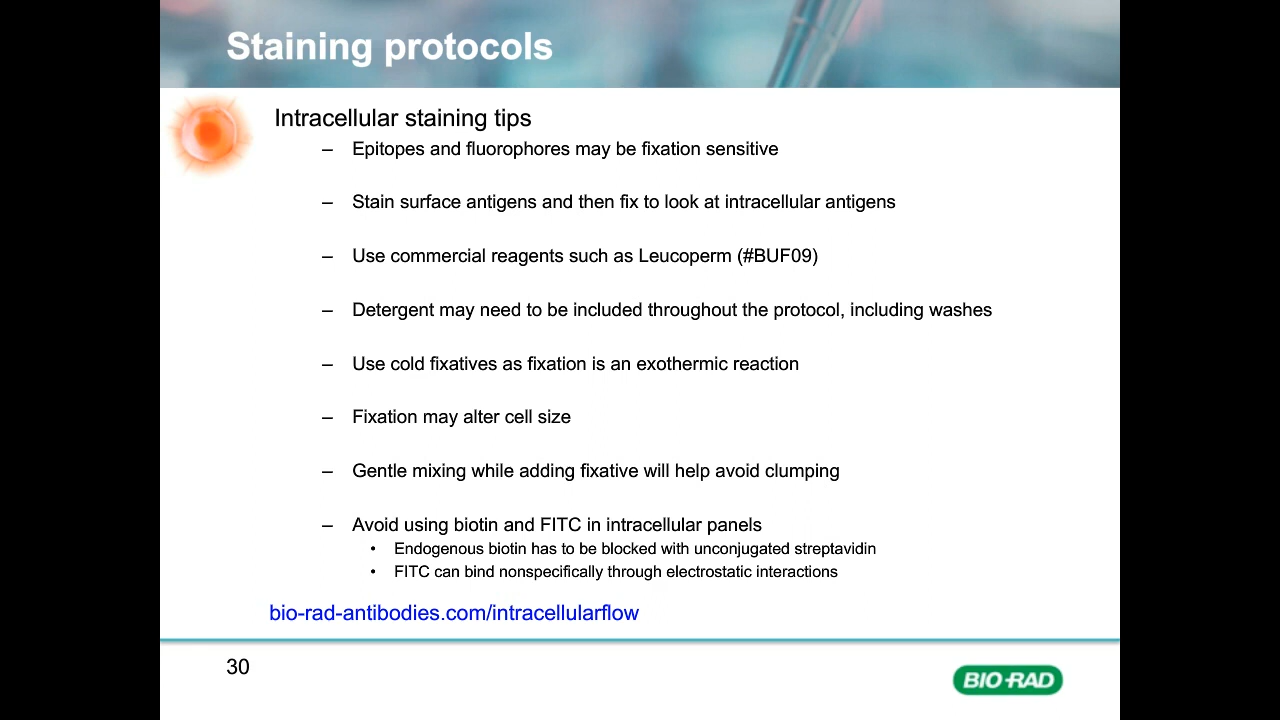 Staining protocols
Intracellular staining tips
– Epitopes and fluorophores may be fixation sensitive
– Stain surface antigens and then fix to look at intracellular antigens
– Use commercial reagents such as Leucoperm (#BUF09)
– Detergent may need to be included throughout the protocol, including washes
– Use cold fixatives as fixation is an exothermic reaction
– Fixation may alter cell size
– Gentle mixing while adding fixative will help avoid clumping
– Avoid using biotin and FITC in intracellular panels
• Endogenous biotin has to be blocked with unconjugated streptavidin
• FITC can bind nonspecifically through electrostatic interactions
bio-rad-antibodies.com/intracellularflow
30
BIO-RAD